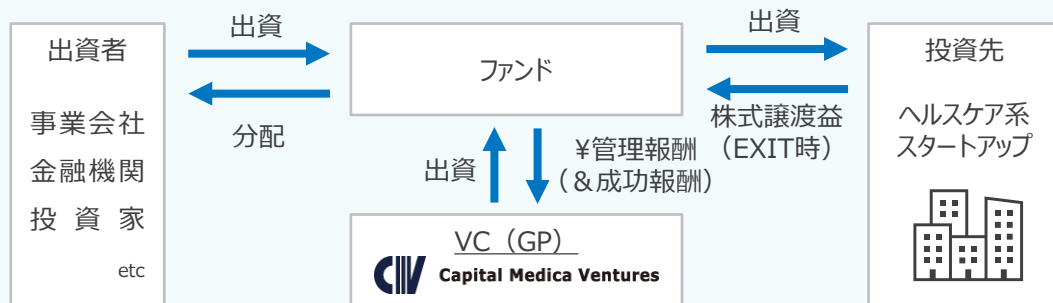 出資者
事業会社
金融機関
投資家
etc
出資
分配
ファンド
出資
¥管理報酬
（＆成功報酬）
VC（GP）
CMV Capital Medica Ventures
出資
株式譲渡益
（EXIT時）
投資先
ヘルスケア系
スタートアップ